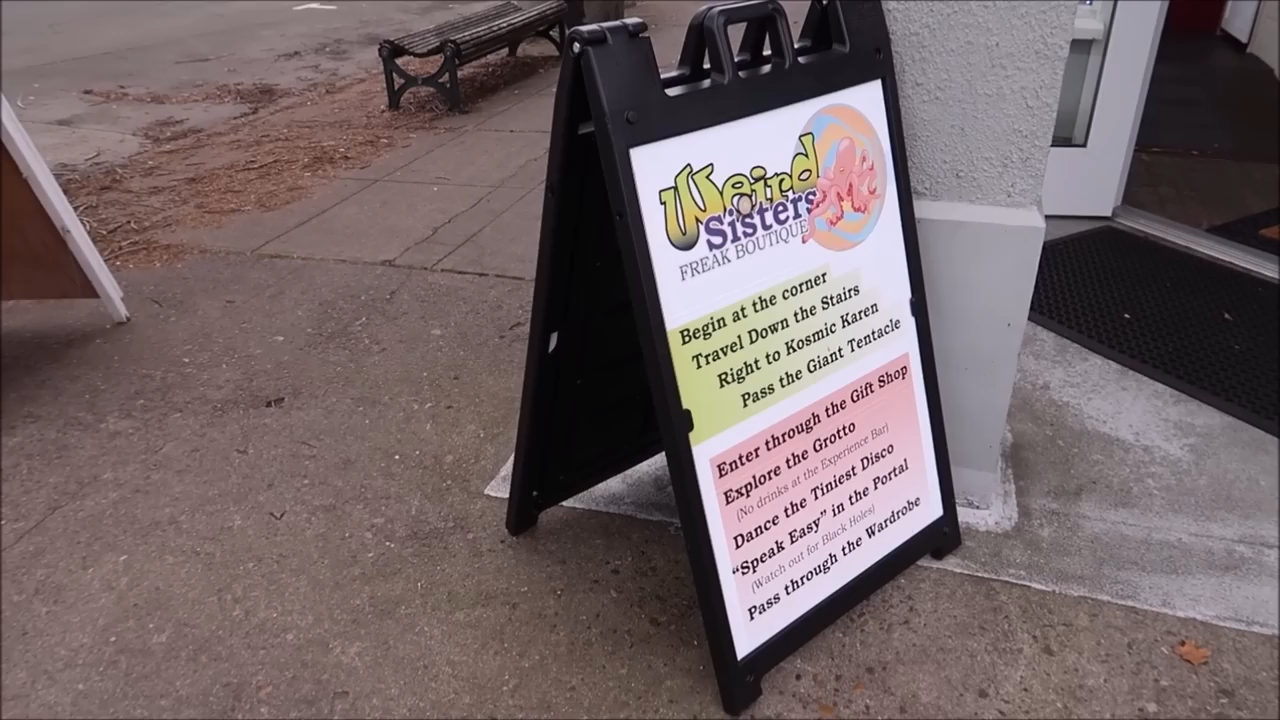 Weird
Sisters
FREAK BOUTIQUE
Begin at the corner
Travel Down the Stairs
Right to Kosmic Karen
Pass the Giant Tentacle
Enter through the Gift Shop
Explore the Grotto
(No drinks at the Experience Bar)
Dance the Tiniest Disco
“Speak Easy” in the Portal
(Watch out for Black Holes)
Pass through the Wardrobe